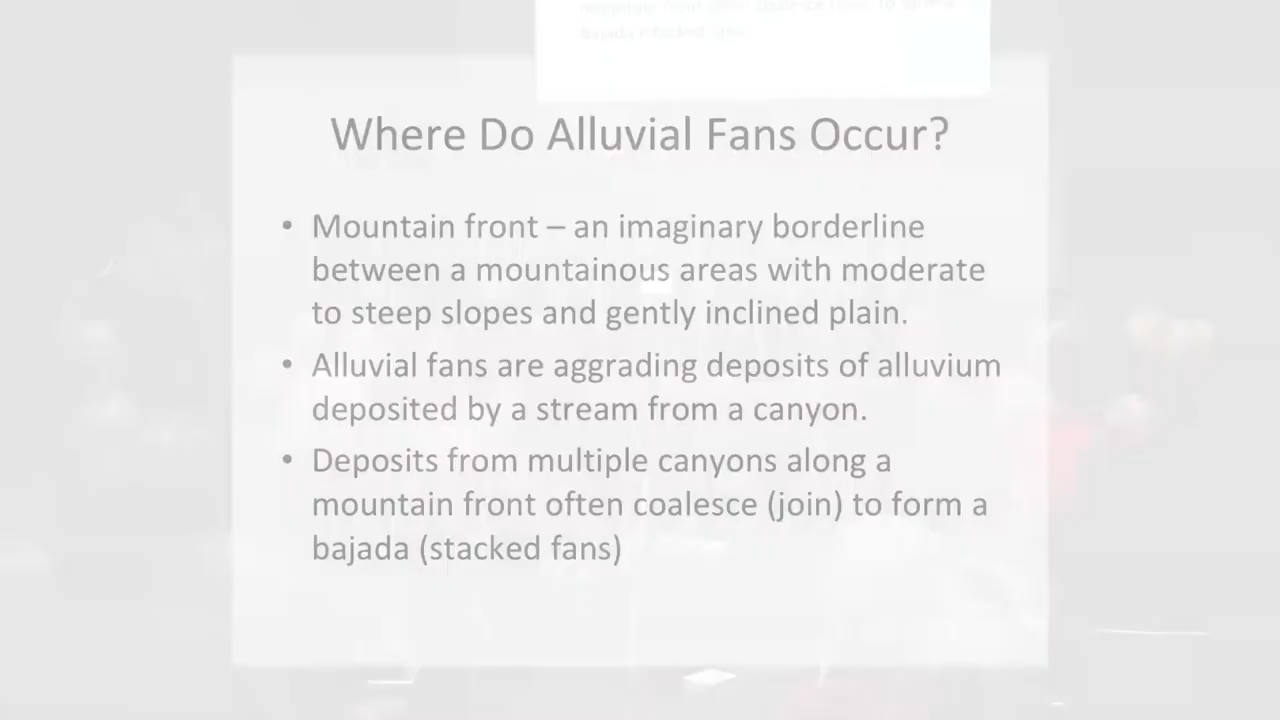 Where Do Alluvial Fans Occur?
• Mountain front – an imaginary borderline
between a mountainous areas with moderate
to steep slopes and gently inclined plain.
• Alluvial fans are aggrading deposits of alluvium
deposited by a stream from a canyon.
• Deposits from multiple canyons along a
mountain front often coalesce (join) to form a
bajada (stacked fans)